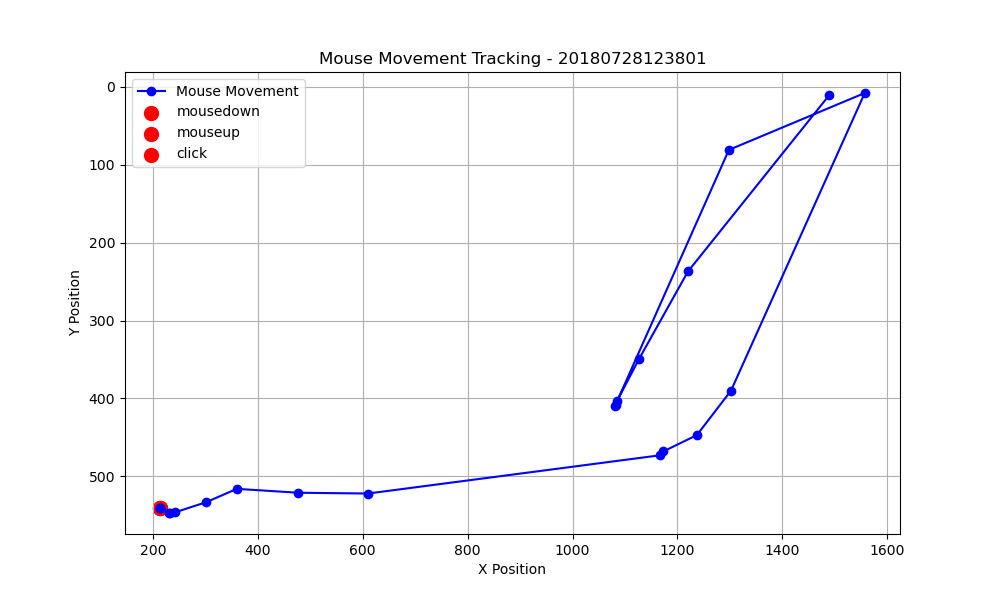 Mouse Movement Tracking - 20180728123801
Mouse Movement
mousedown
mouseup
click
0
100
200
300
400
500
Y Position
200
400
600
800
1000
1200
1400
1600
X Position